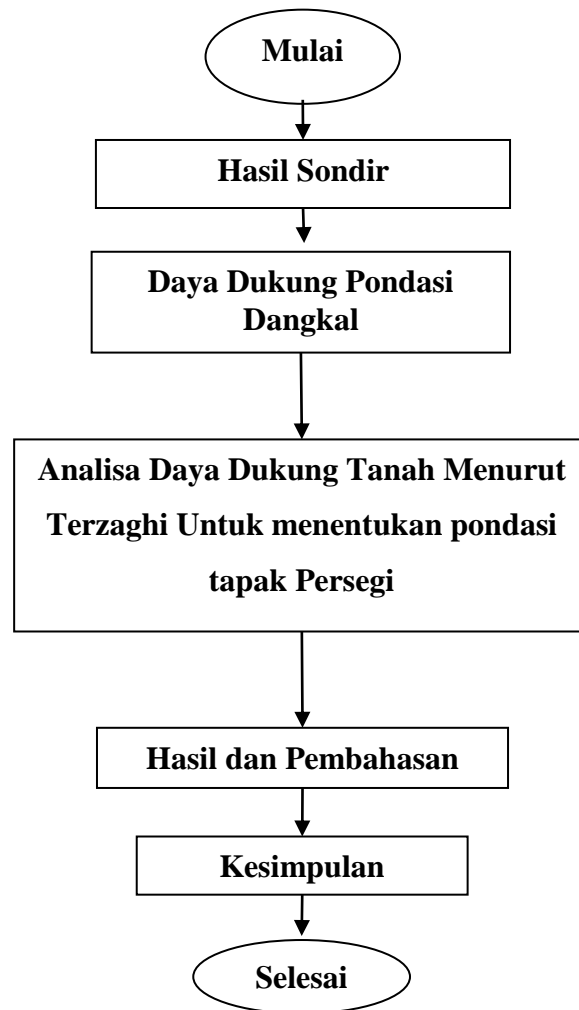 Mulai
Hasil Sondir
Daya Dukung Pondasi
Dangkal
Analisa Daya Dukung Tanah Menurut
Terzaghi Untuk menentukan pondasi
tapak Persegi
Hasil dan Pembahasan
Kesimpulan
Selesai